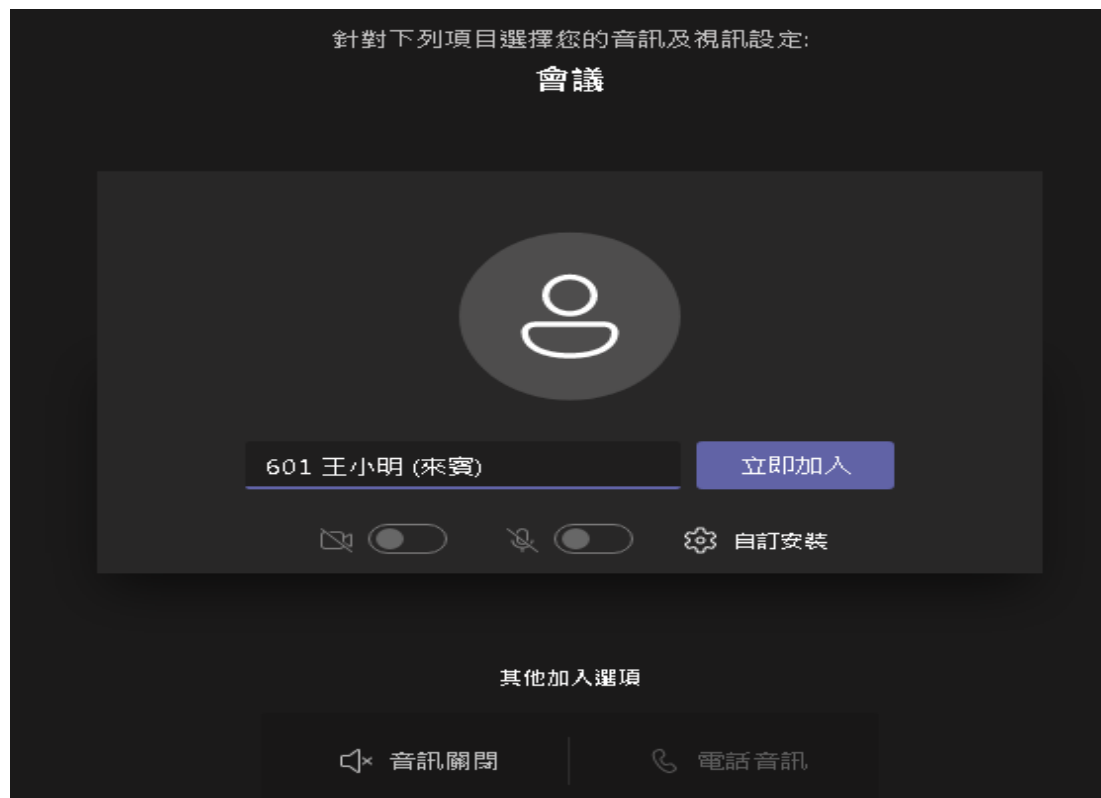 針對下列項目選擇您的音訊及視訊設定:
會議
601 王小明 (來賓)
立即加入
自訂安裝
其他加入選項
音訊關閉
電話音訊